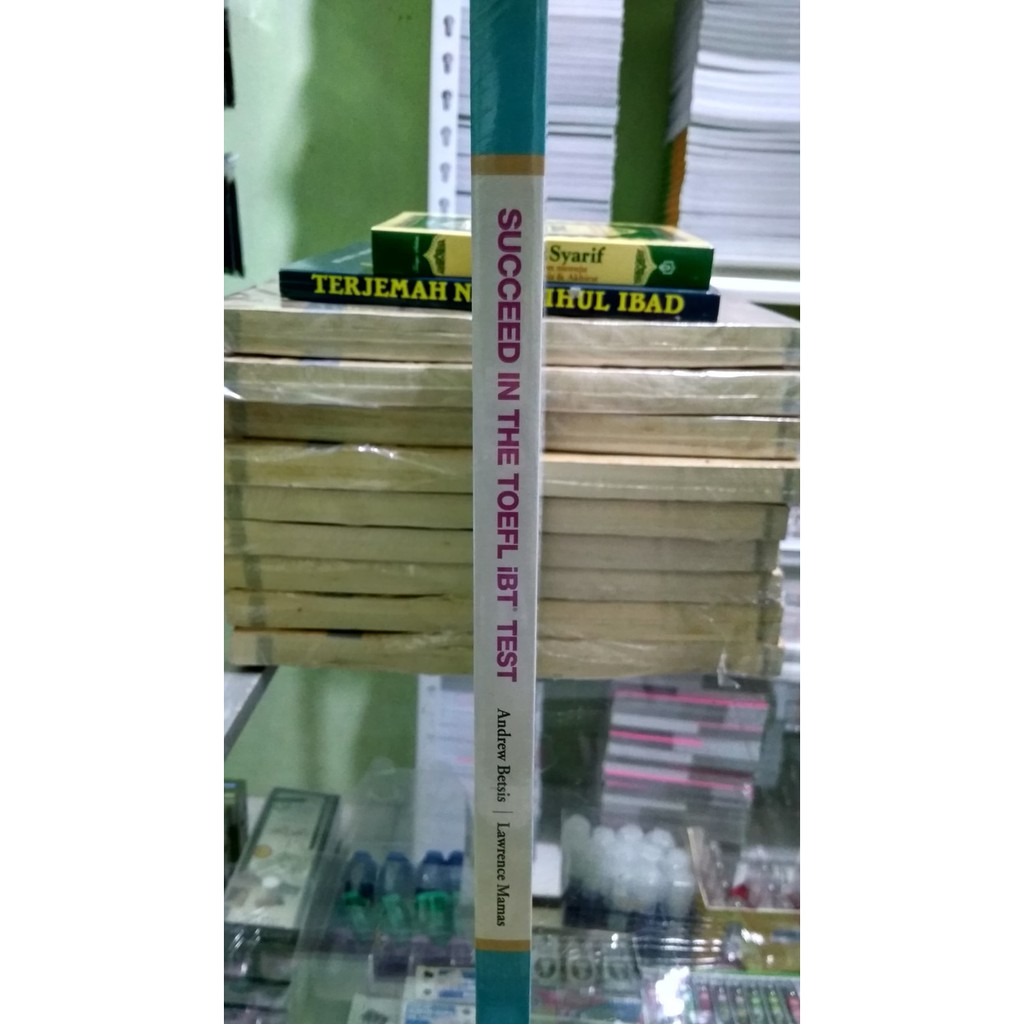 SUCCEED IN THE TOEFL iBT® TEST
Andrew Betsis | Lawrence Mamas
Syarif
TERJEMAH N IHUL IBAD